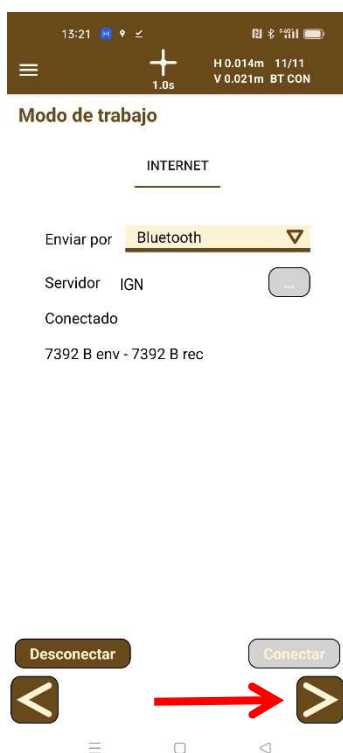 13:21
H 0.014m 11/11
1.0s V 0.021m BT CON
Modo de trabajo
INTERNET
Enviar por Bluetooth
Servidor IGN ...
Conectado
7392 B env - 7392 B rec
Desconectar Conectar